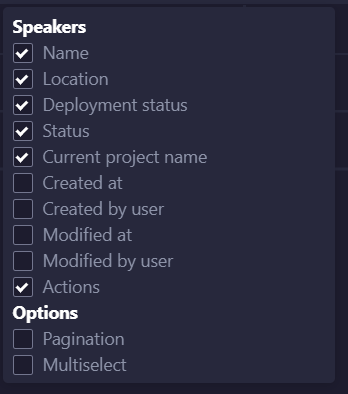 Speakers
Name
Location
Deployment status
Status
Current project name
Created at
Created by user
Modified at
Modified by user
Actions
Options
Pagination
Multiselect